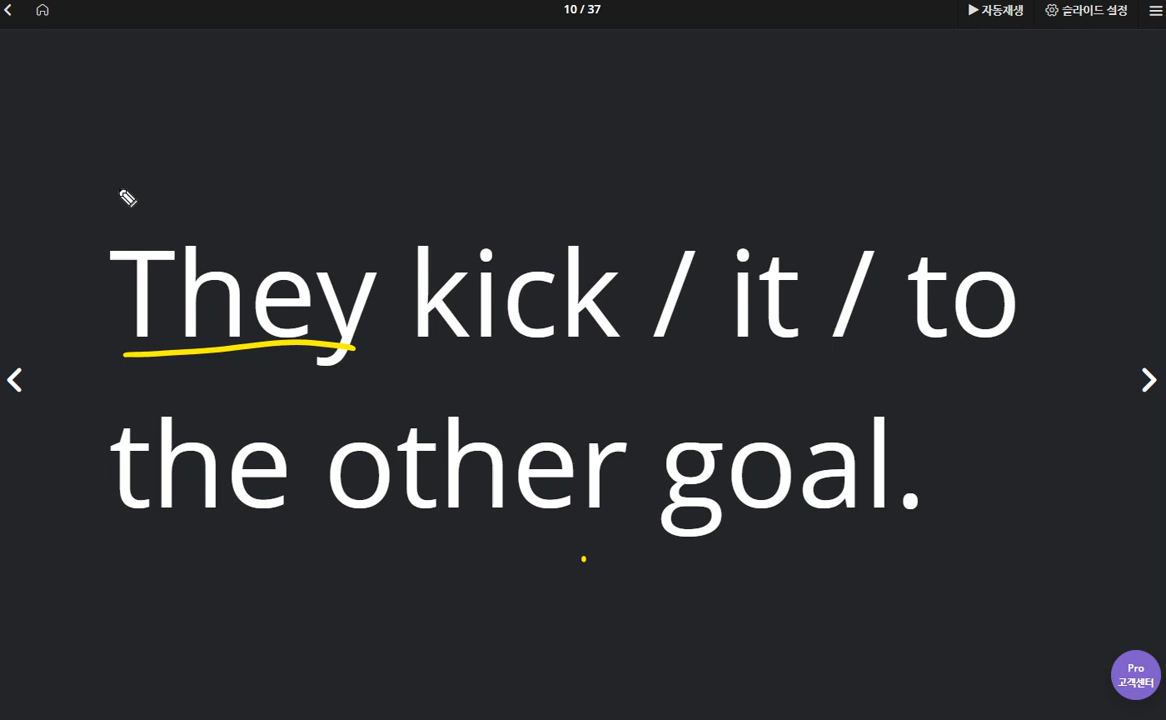 10 / 37
▶ 자동재생
슬라이드 설정
They kick / it / to
the other goal.
Pro
고객센터